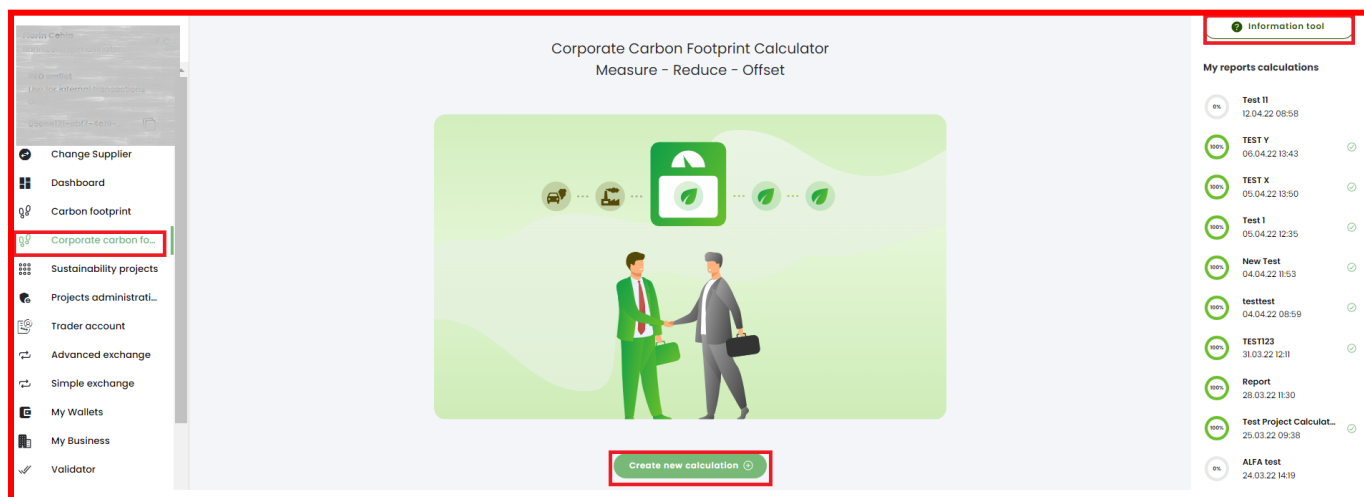 Change Supplier
Dashboard
Carbon footprint
Corporate carbon fo...
Sustainability projects
Projects administrati...
Trader account
Advanced exchange
Simple exchange
My Wallets
My Business
Validator
Corporate Carbon Footprint Calculator
Measure - Reduce - Offset
Create new calculation
? Information tool
My reports calculations
0%
Test 11
12.04.22 08:58
100%
TEST Y
06.04.22 13:43
100%
TEST X
05.04.22 13:50
100%
Test 1
05.04.22 12:35
100%
New Test
04.04.22 11:53
100%
testtest
04.04.22 08:59
100%
TEST123
31.03.22 12:11
100%
Report
28.03.22 11:30
100%
Test Project Calculat...
25.03.22 09:38
0%
ALFA test
24.03.22 14:19